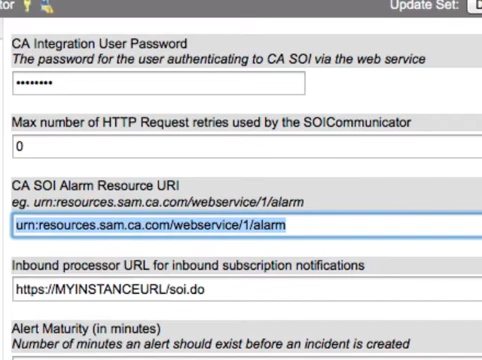 tor
Update Set:
CA Integration User Password
The password for the user authenticating to CA SOI via the web service
••••••••
Max number of HTTP Request retries used by the SOICommunicator
0
CA SOI Alarm Resource URI
eg. urn:resources.sam.ca.com/webservice/1/alarm
urn:resources.sam.ca.com/webservice/1/alarm
Inbound processor URL for inbound subscription notifications
https://MYINSTANCEURL/soi.do
Alert Maturity (in minutes)
Number of minutes an alert should exist before an incident is created